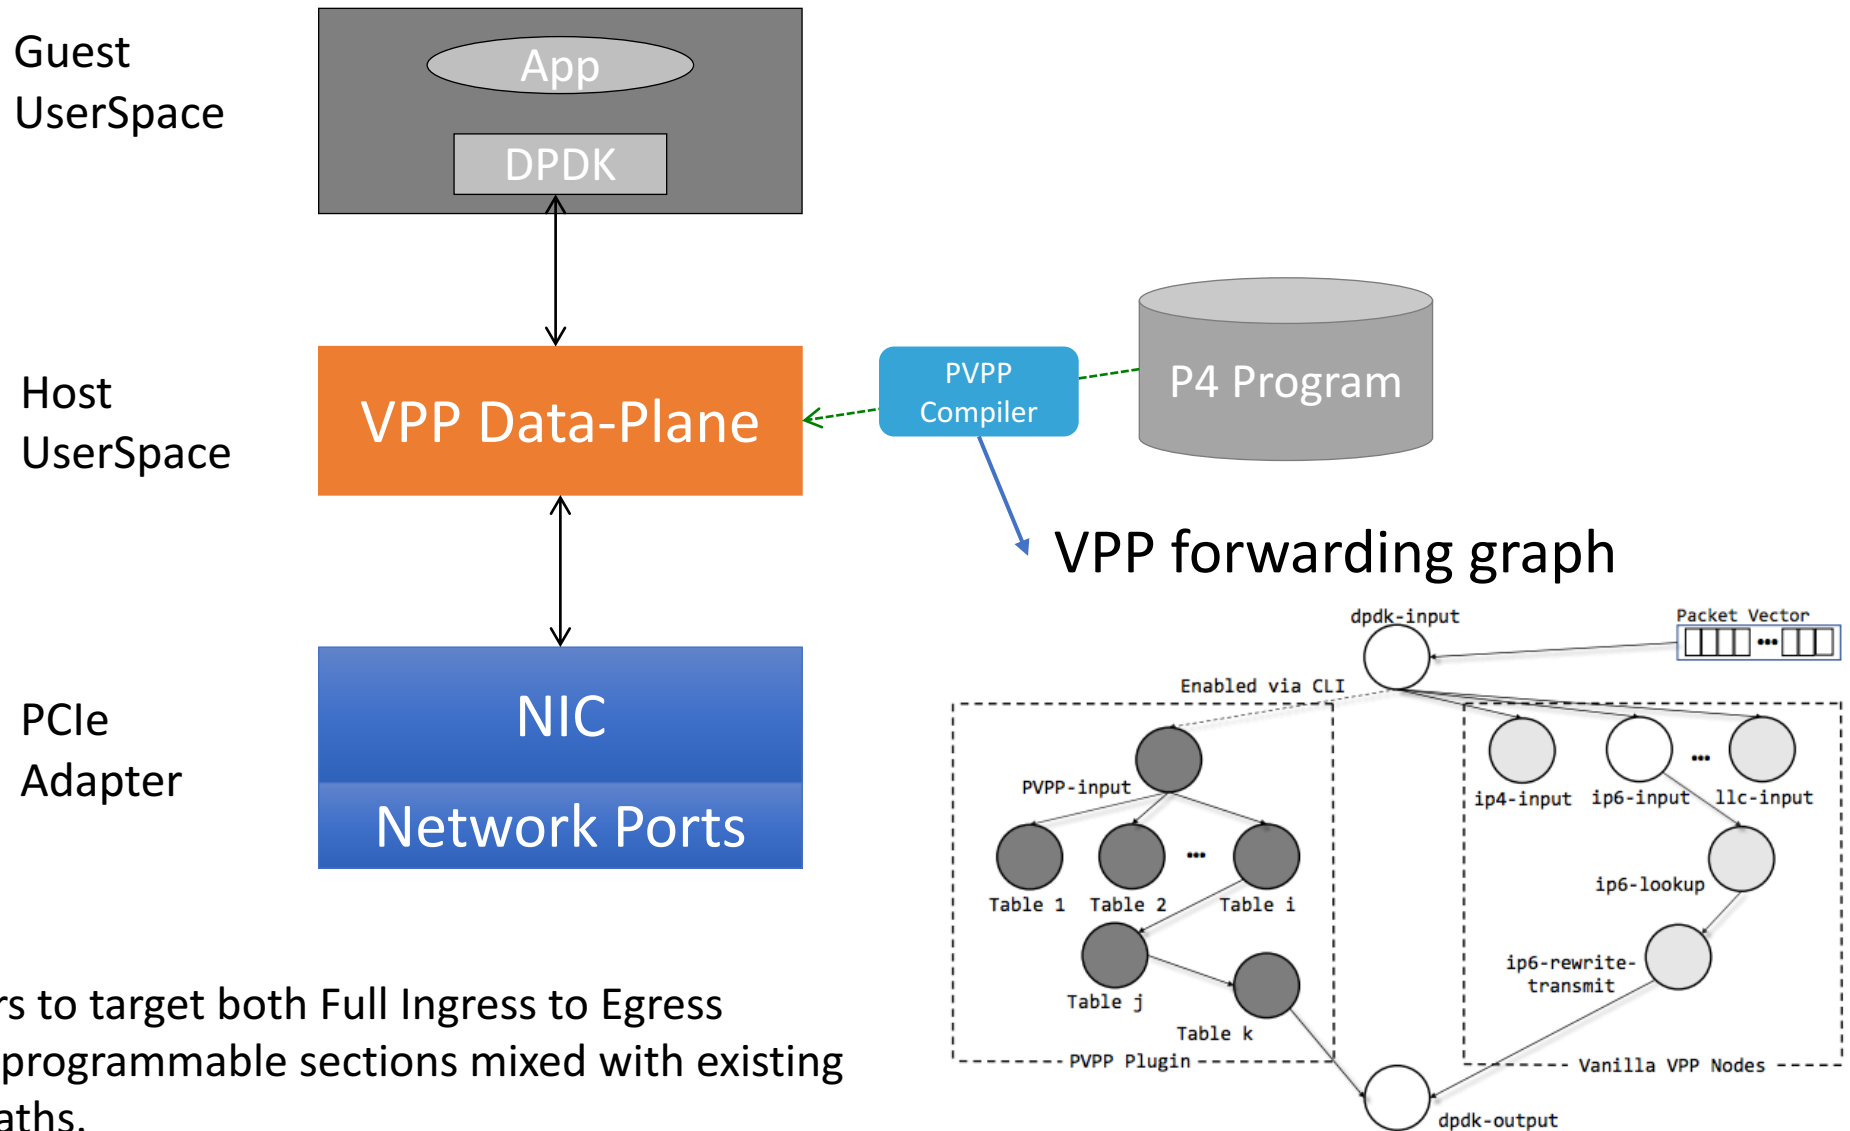 Guest
UserSpace
App
DPDK
Host
UserSpace
VPP Data-Plane
PVPP
Compiler
P4 Program
VPP forwarding graph
PCIe
Adapter
NIC
Network Ports
dpdk-input
Packet Vector
•••
Enabled via CLI
PVPP-input
•••
ip4-input
ip6-input
llc-input
•••
Table 1
Table 2
Table i
ip6-lookup
Table j
Table k
ip6-rewrite-
transmit
PVPP Plugin
Vanilla VPP Nodes
dpdk-output
rs to target both Full Ingress to Egress
programmable sections mixed with existing
aths.